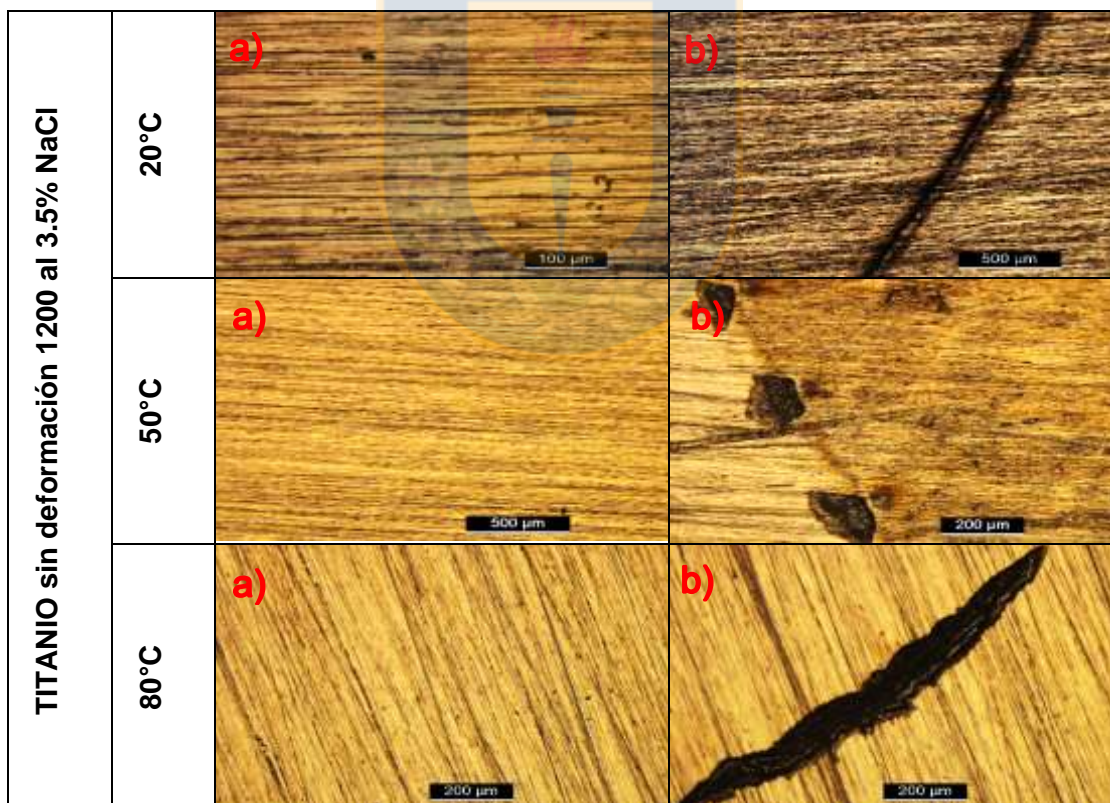 TITANIO sin deformación 1200 al 3.5% NaCl
20°C
a)
100 µm
b)
500 µm
50°C
a)
500 µm
b)
200 µm
80°C
a)
200 µm
b)
200 µm